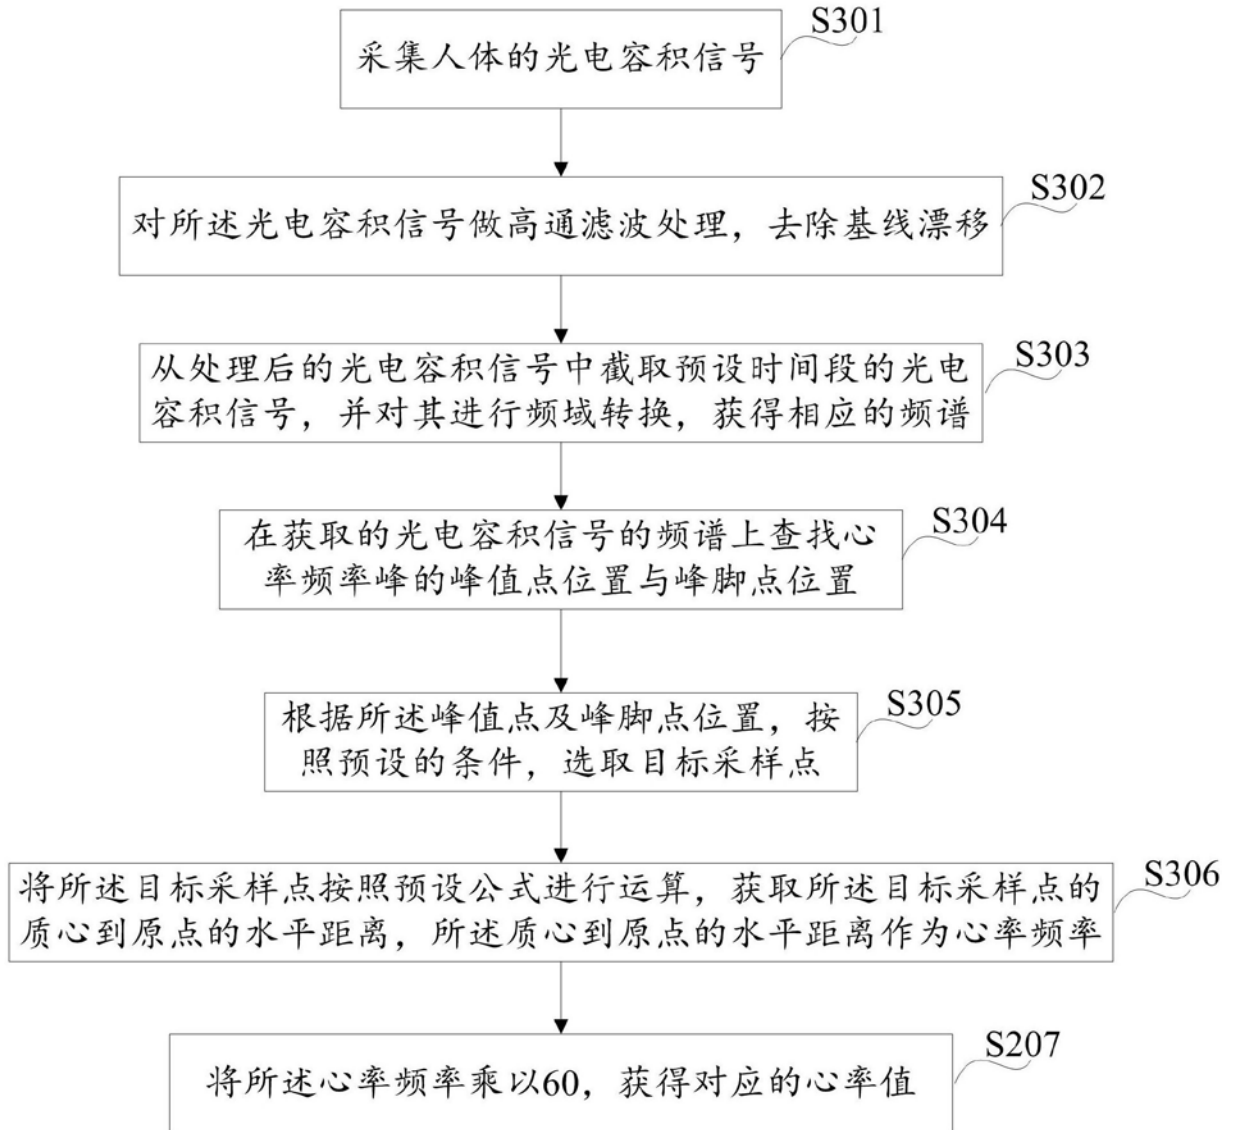 采集人体的光电容积信号
S301
对所述光电容积信号做高通滤波处理，去除基线漂移
S302
从处理后的光电容积信号中截取预设时间段的光电
容积信号，并对其进行频域转换，获得相应的频谱
S303
在获取的光电容积信号的频谱上查找心
率频率峰的峰值点位置与峰脚点位置
S304
根据所述峰值点及峰脚点位置，按
照预设的条件，选取目标采样点
S305
将所述目标采样点按照预设公式进行运算，获取所述目标采样点的
质心到原点的水平距离，所述质心到原点的水平距离作为心率频率
S306
将所述心率频率乘以60，获得对应的心率值
S207